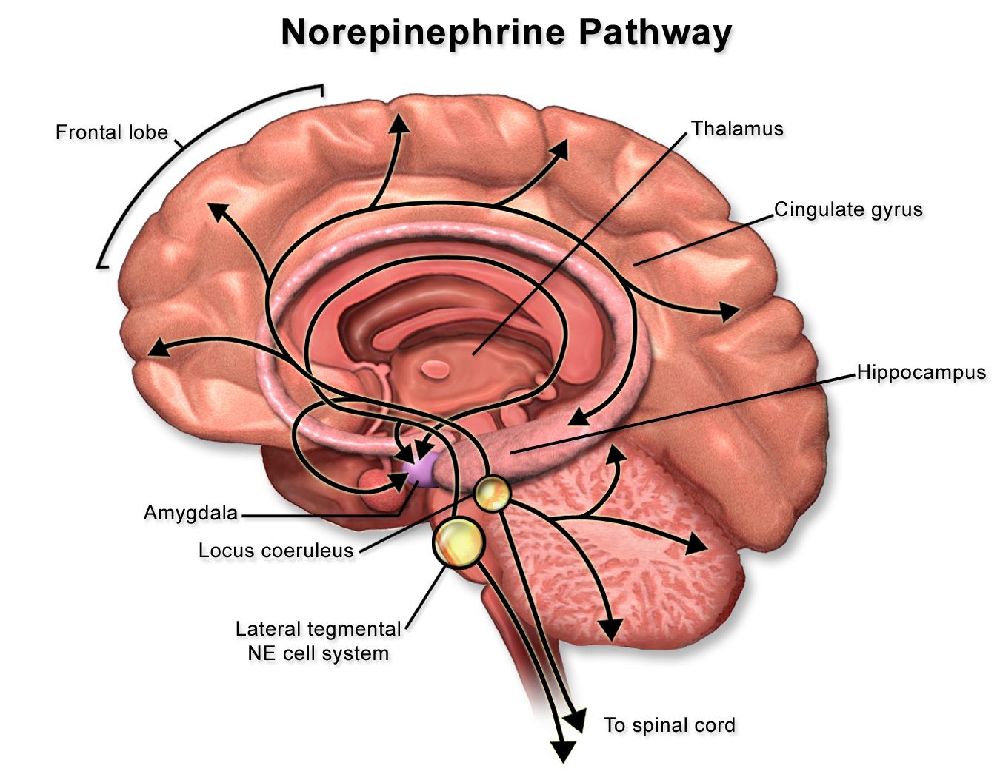 Norepinephrine Pathway
Frontal lobe
Thalamus
Cingulate gyrus
Hippocampus
Amygdala
Locus coeruleus
Lateral tegmental
NE cell system
To spinal cord